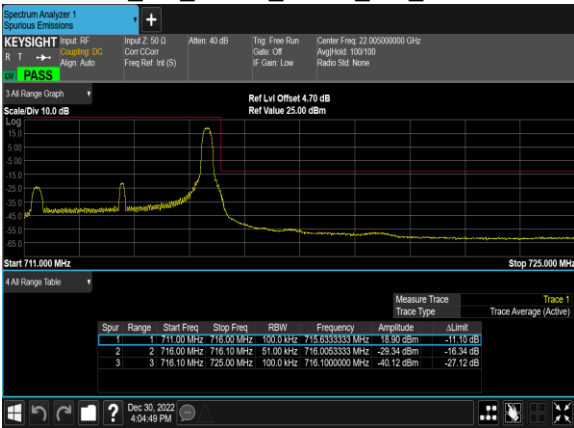 Spectrum Analyzer 1
Spurious Emissions
+
KEYSIGHT Input: RF Input Z: 50 Ω Atten: 40 dB Trig: Free Run Center Freq: 22.005000000 GHz
R T Coupling: DC Corr CCorr Gate: Off Avg|Hold: 100/100
Align: Auto Freq Ref: Int (S) IF Gain: Low Radio Std: None
PASS
3 All Range Graph
Ref Lvl Offset 4.70 dB
Scale/Div 10.0 dB Ref Value 25.00 dBm
Log
15.0
5.00
-5.00
-15.0
-25.0
-35.0
-45.0
-55.0
-65.0
Start 711.000 MHz Stop 725.000 MHz
4 All Range Table
Measure Trace Trace 1
Trace Type Trace Average (Active)
Spur Range Start Freq Stop Freq RBW Frequency Amplitude ΔLimit
1 1 711.00 MHz 716.00 MHz 100.0 kHz 715.6333333 MHz 18.90 dBm -11.10 dB
2 2 716.00 MHz 716.10 MHz 51.00 kHz 716.0053333 MHz -29.34 dBm -16.34 dB
3 3 716.10 MHz 725.00 MHz 100.0 kHz 716.1000000 MHz -40.12 dBm -27.12 dB
? Dec 30, 2022
4:04:49 PM